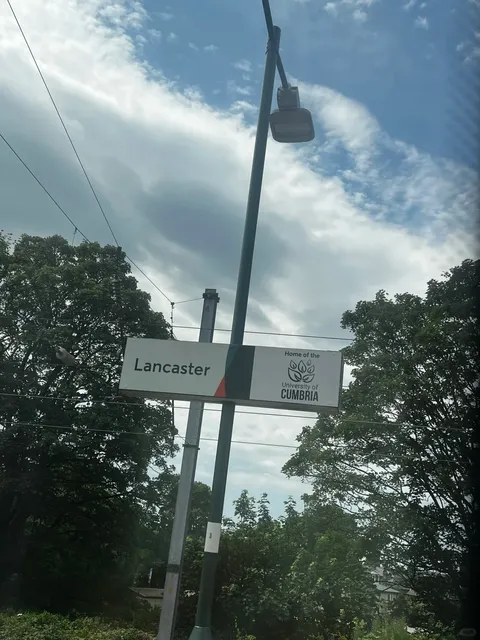 Lancaster
Home of the
University of
CUMBRIA